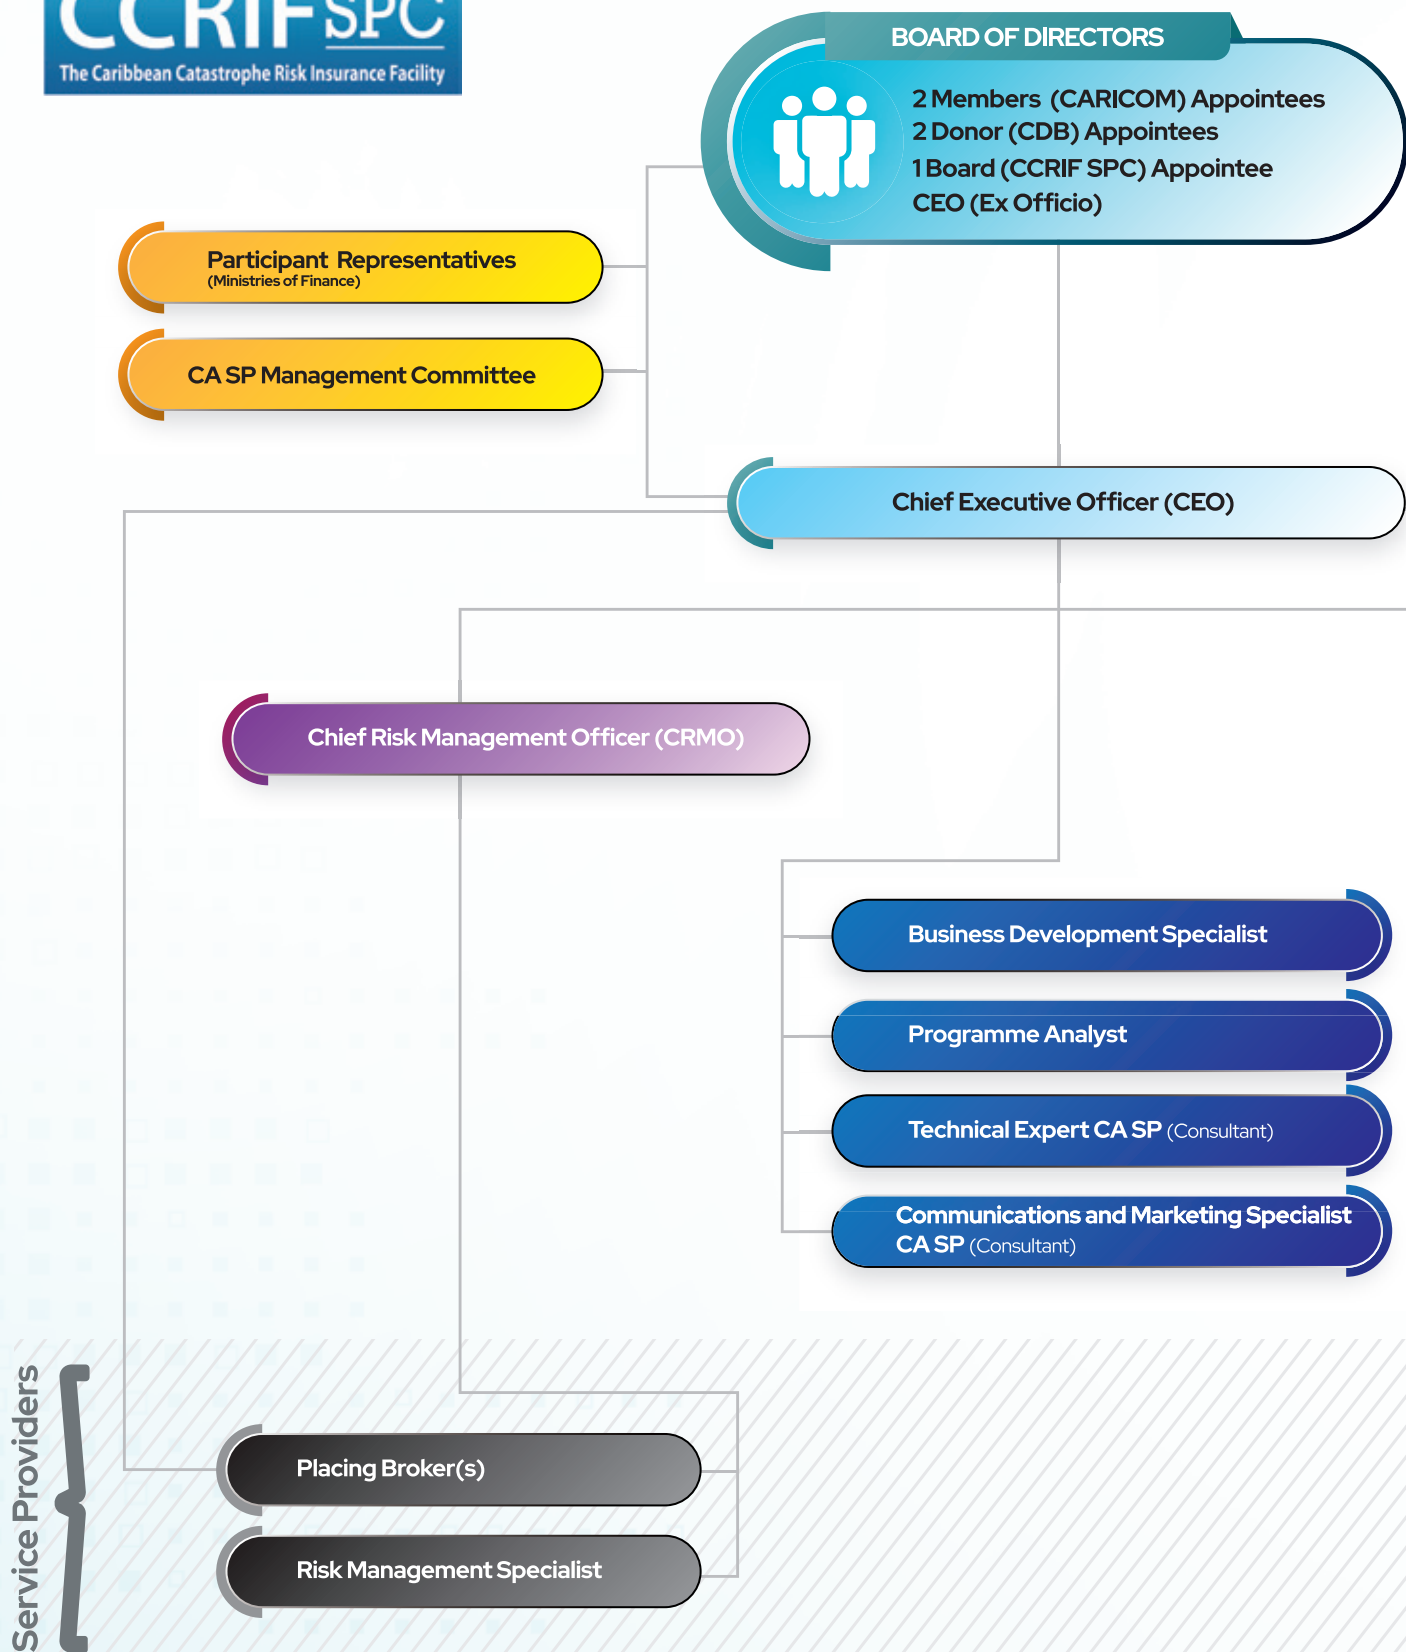 CCRIF SPC
The Caribbean Catastrophe Risk Insurance Facility
BOARD OF DIRECTORS
2 Members (CARICOM) Appointees
2 Donor (CDB) Appointees
1 Board (CCRIF SPC) Appointee
CEO (Ex Officio)
Participant Representatives
(Ministries of Finance)
CA SP Management Committee
Chief Executive Officer (CEO)
Chief Risk Management Officer (CRMO)
Business Development Specialist
Programme Analyst
Technical Expert CA SP (Consultant)
Communications and Marketing Specialist
CA SP (Consultant)
Service Providers
Placing Broker(s)
Risk Management Specialist